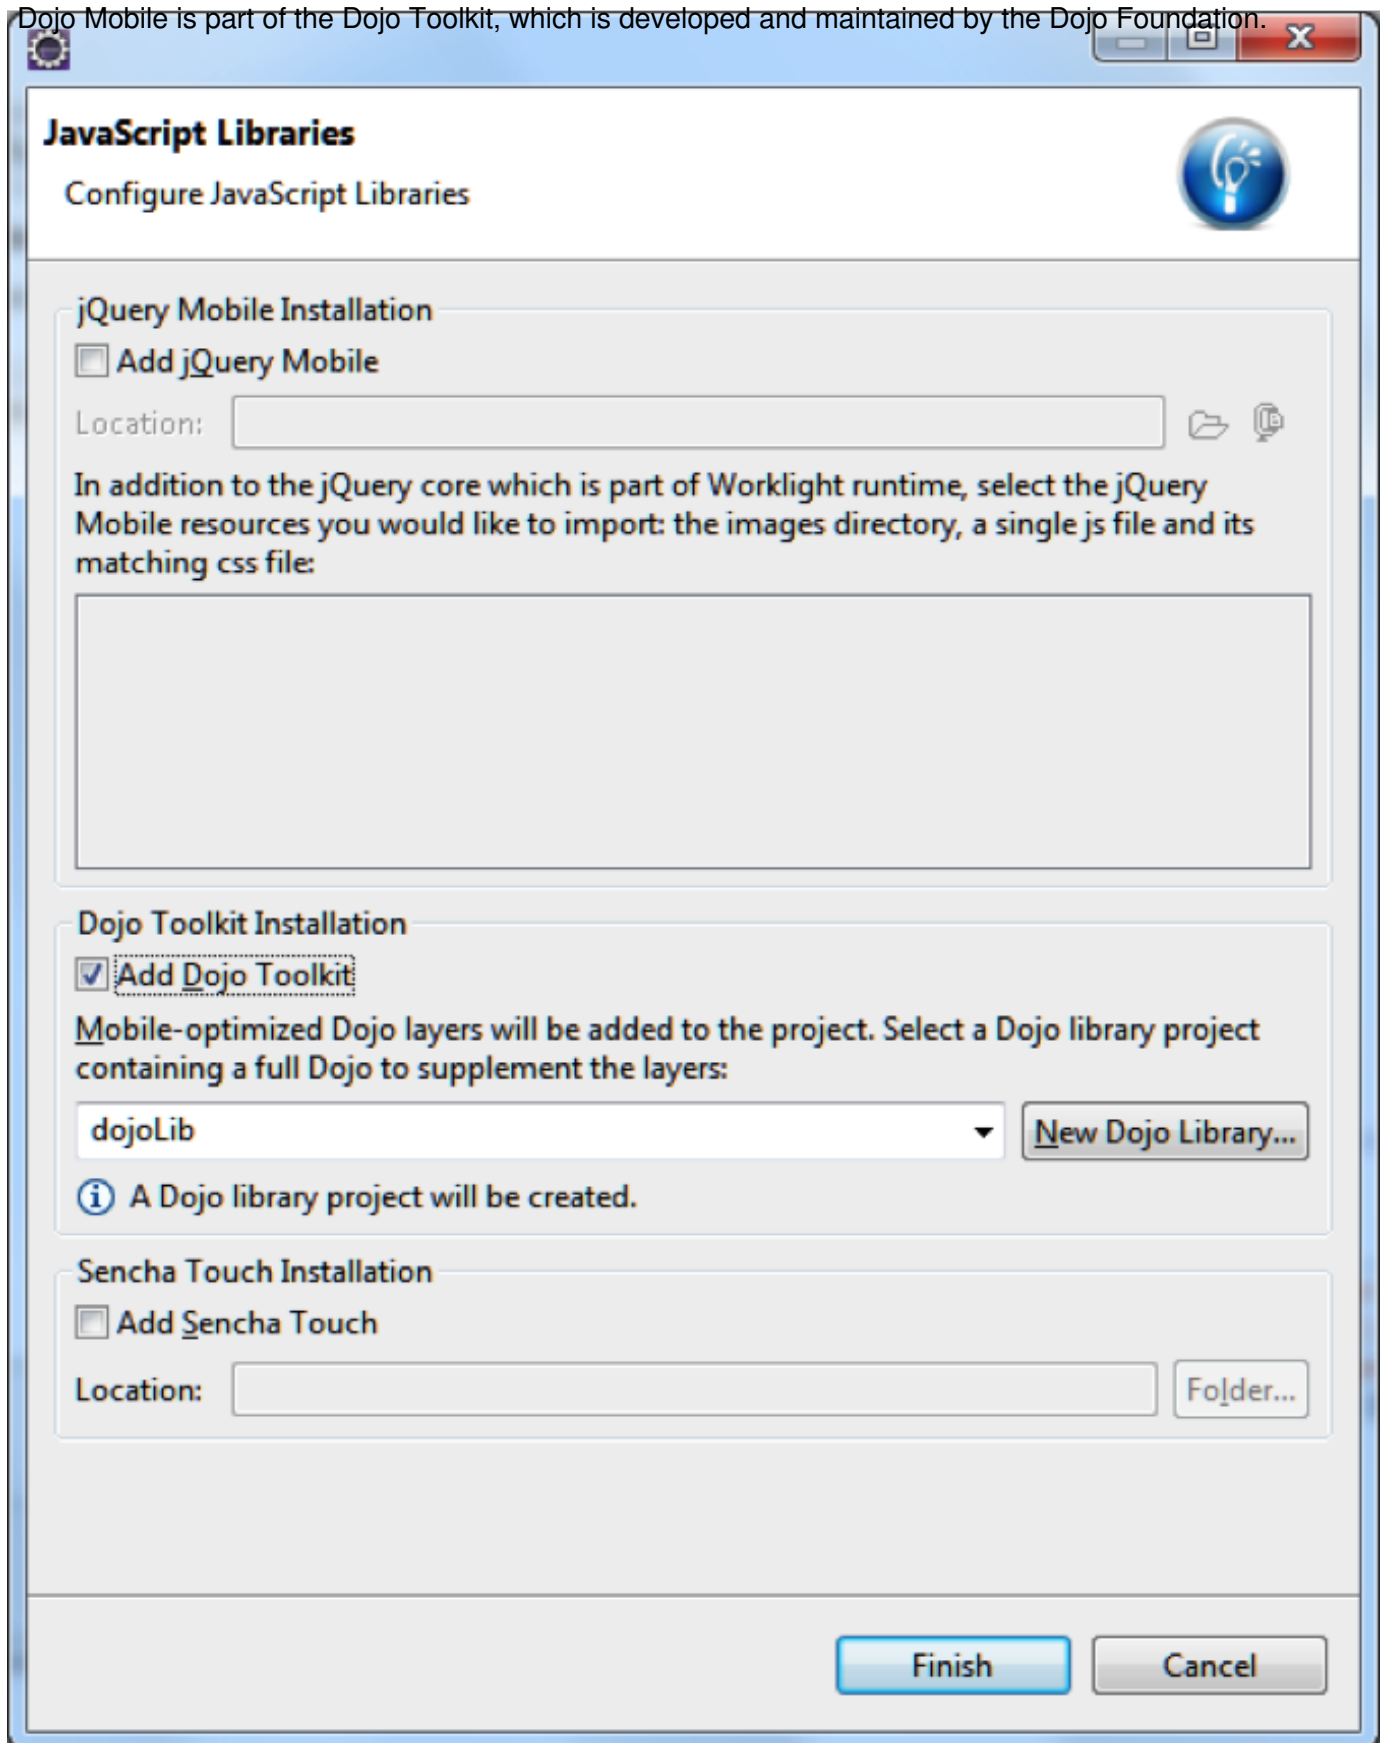 Dojo Mobile is part of the Dojo Toolkit, which is developed and maintained by the Dojo Foundation.
JavaScript Libraries
Configure JavaScript Libraries
jQuery Mobile Installation
Add jQuery Mobile
Location:
In addition to the jQuery core which is part of Worklight runtime, select the jQuery
Mobile resources you would like to import: the images directory, a single js file and its
matching css file:
Dojo Toolkit Installation
Add Dojo Toolkit
Mobile-optimized Dojo layers will be added to the project. Select a Dojo library project
containing a full Dojo to supplement the layers:
dojoLib
New Dojo Library...
A Dojo library project will be created.
Sencha Touch Installation
Add Sencha Touch
Location:
Folder...
Finish
Cancel